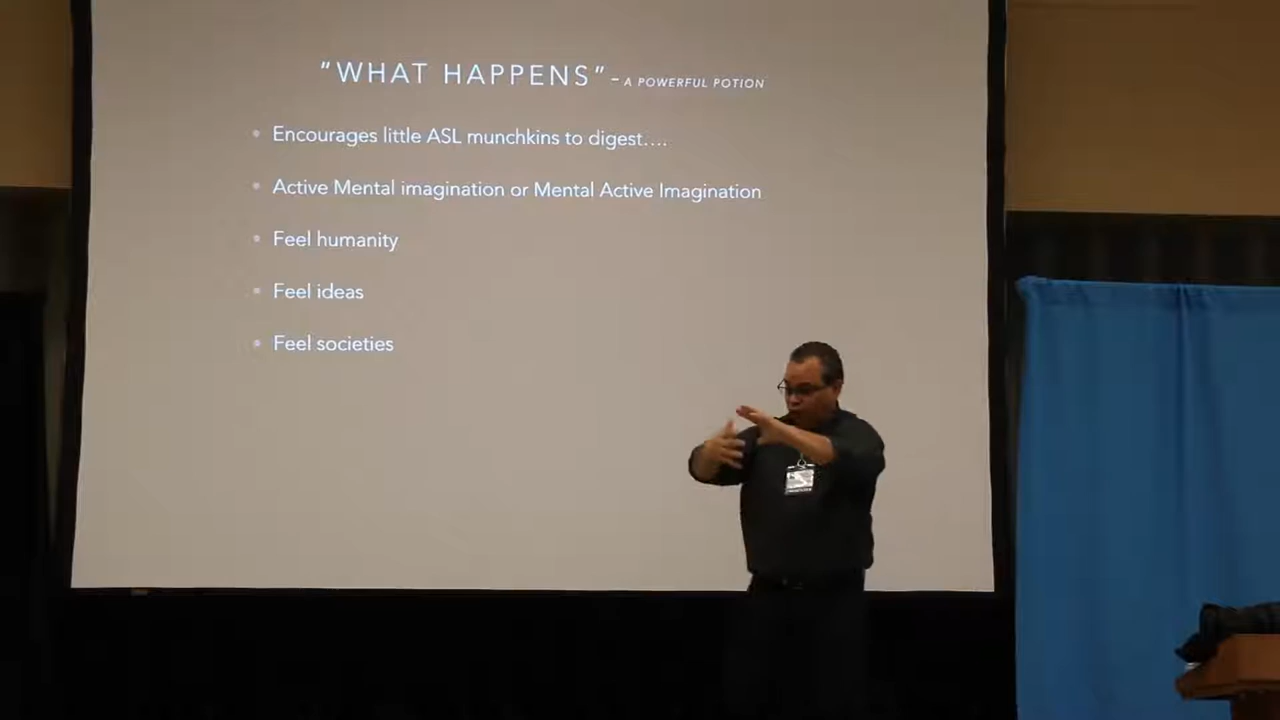 "WHAT HAPPENS" – A POWERFUL POTION
• Encourages little ASL munchkins to digest....
• Active Mental imagination or Mental Active Imagination
• Feel humanity
• Feel ideas
• Feel societies